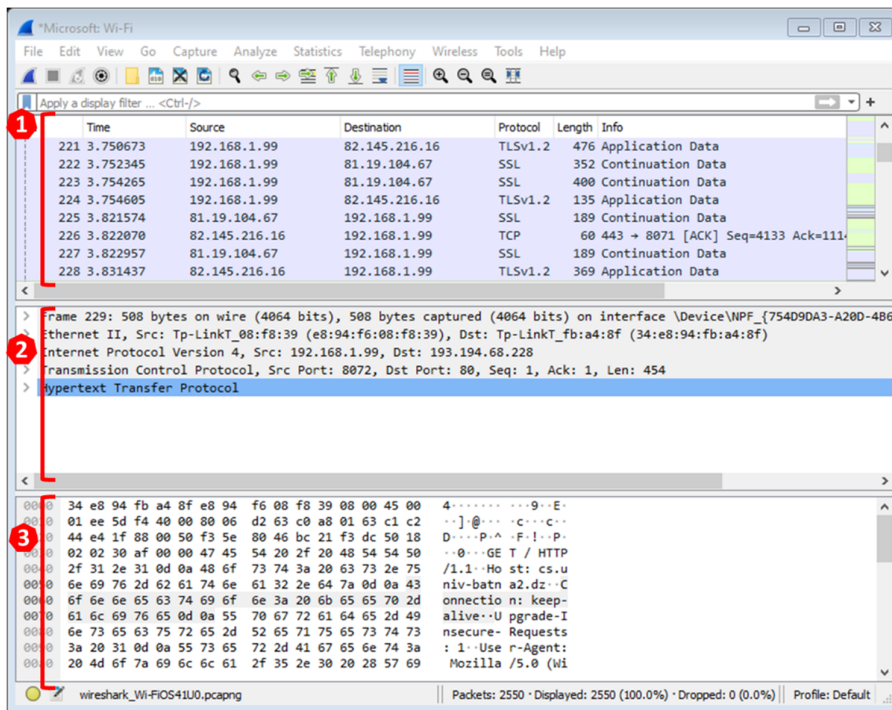 *Microsoft: Wi-Fi
File Edit View Go Capture Analyze Statistics Telephony Wireless Tools Help
Apply a display filter ... <Ctrl-/>
+
1
Time Source Destination Protocol Length Info
221 3.750673 192.168.1.99 82.145.216.16 TLSv1.2 476 Application Data
222 3.752345 192.168.1.99 81.19.104.67 SSL 352 Continuation Data
223 3.754265 192.168.1.99 81.19.104.67 SSL 400 Continuation Data
224 3.754605 192.168.1.99 82.145.216.16 TLSv1.2 135 Application Data
225 3.821574 81.19.104.67 192.168.1.99 SSL 189 Continuation Data
226 3.822070 82.145.216.16 192.168.1.99 TCP 60 443 → 8071 [ACK] Seq=4133 Ack=111
227 3.822957 81.19.104.67 192.168.1.99 SSL 189 Continuation Data
228 3.831437 82.145.216.16 192.168.1.99 TLSv1.2 369 Application Data
Frame 229: 508 bytes on wire (4064 bits), 508 bytes captured (4064 bits) on interface \Device\NPF_{754D9DA3-A20D-4B6
Ethernet II, Src: Tp-LinkT_08:f8:39 (e8:94:f6:08:f8:39), Dst: Tp-LinkT_fb:a4:8f (34:e8:94:fb:a4:8f)
2
Internet Protocol Version 4, Src: 192.168.1.99, Dst: 193.194.68.228
Transmission Control Protocol, Src Port: 8072, Dst Port: 80, Seq: 1, Ack: 1, Len: 454
Hypertext Transfer Protocol
0000 34 e8 94 fb a4 8f e8 94 f6 08 f8 39 08 00 45 00 4······· ···9··E·
0010 01 ee 5d f4 40 00 80 06 d2 63 c0 a8 01 63 c1 c2 ··]·@··· ·c···c··
3
44 e4 1f 88 00 50 f3 5e 80 46 bc 21 f3 dc 50 18 D····P·^ ·F·!··P·
02 02 30 af 00 00 47 45 54 20 2f 20 48 54 54 50 ··0···GE T / HTTP
0040 2f 31 2e 31 0d 0a 48 6f 73 74 3a 20 63 73 2e 75 /1.1··Ho st: cs.u
0050 6e 69 76 2d 62 61 74 6e 61 32 2e 64 7a 0d 0a 43 niv-batn a2.dz··C
0060 6f 6e 6e 65 63 74 69 6f 6e 3a 20 6b 65 65 70 2d onnectio n: keep-
0070 61 6c 69 76 65 0d 0a 55 70 67 72 61 64 65 2d 49 alive··U pgrade-I
0080 6e 73 65 63 75 72 65 2d 52 65 71 75 65 73 74 73 nsecure- Requests
0090 3a 20 31 0d 0a 55 73 65 72 2d 41 67 65 6e 74 3a : 1··Use r-Agent:
00a0 20 4d 6f 7a 69 6c 6c 61 2f 35 2e 30 20 28 57 69 Mozilla /5.0 (Wi
wireshark_Wi-FiOS41U0.pcapng Packets: 2550 · Displayed: 2550 (100.0%) · Dropped: 0 (0.0%) Profile: Default